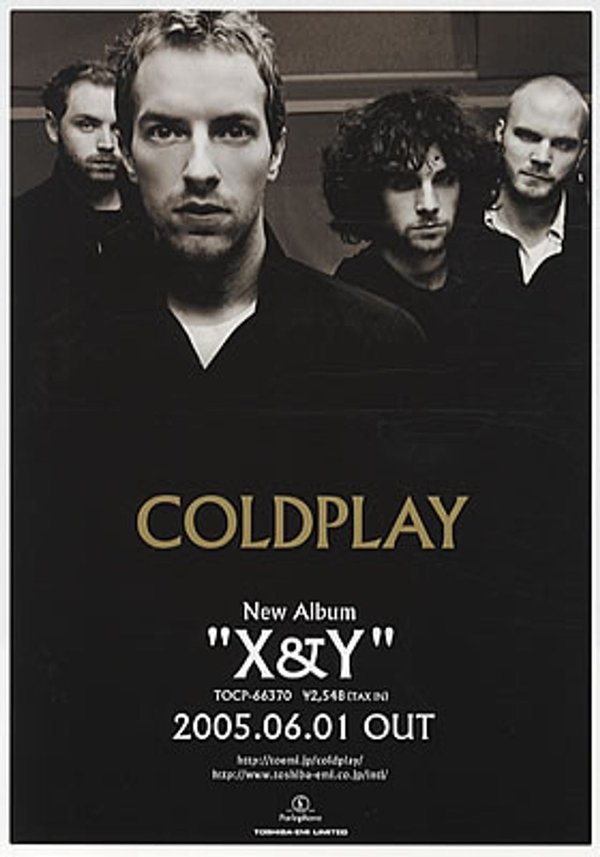 COLDPLAY
New Album
"X&Y"
TOCP-66370 ¥2,548(TAX IN)
2005.06.01 OUT
http://toemi.jp/coldplay/
http://www.toshiba-emi.co.jp/intl/
Parlophone
TOSHIBA-EMI LIMITED